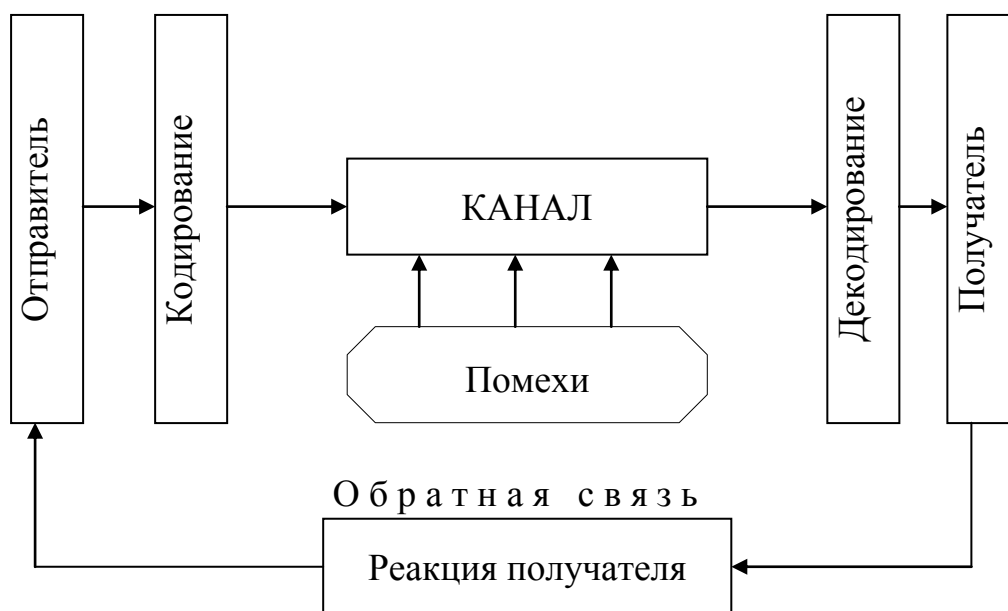 Отправитель
Кодирование
КАНАЛ
Помехи
Декодирование
Получатель
Обратная связь
Реакция получателя